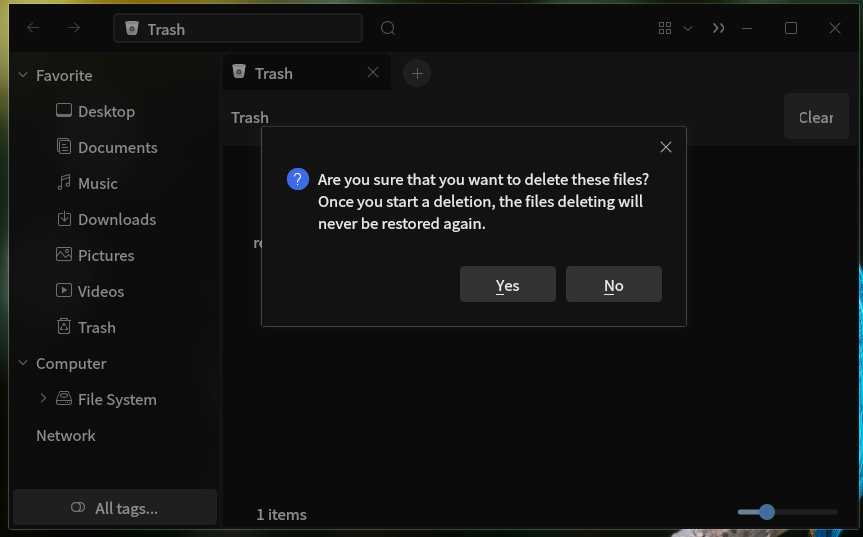 Trash
Favorite
Desktop
Documents
Music
Downloads
Pictures
Videos
Trash
Computer
File System
Network
All tags...
Trash
Trash
Clear
Are you sure that you want to delete these files?
Once you start a deletion, the files deleting will
never be restored again.
Yes
No
1 items